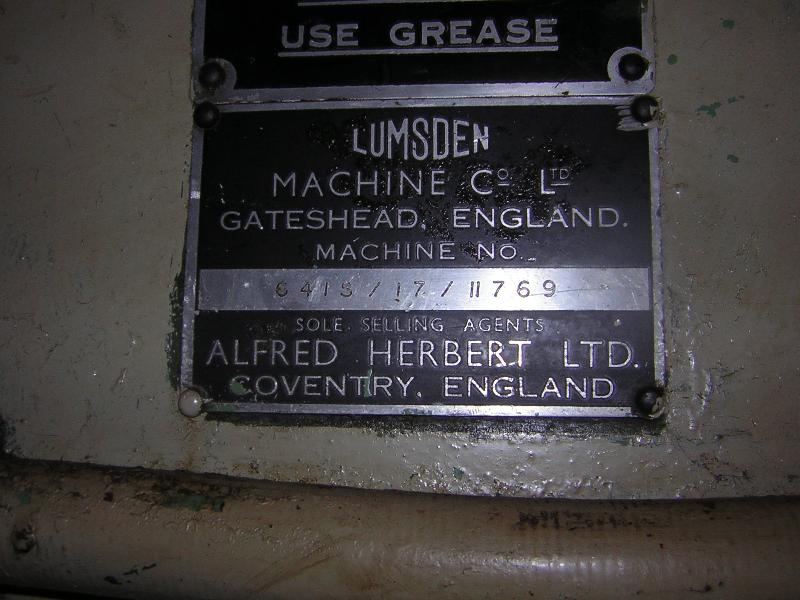 USE GREASE
LUMSDEN
MACHINE Co LTD
GATESHEAD, ENGLAND.
MACHINE NO.
641S/17/11769
SOLE SELLING AGENTS
ALFRED HERBERT LTD.
COVENTRY, ENGLAND